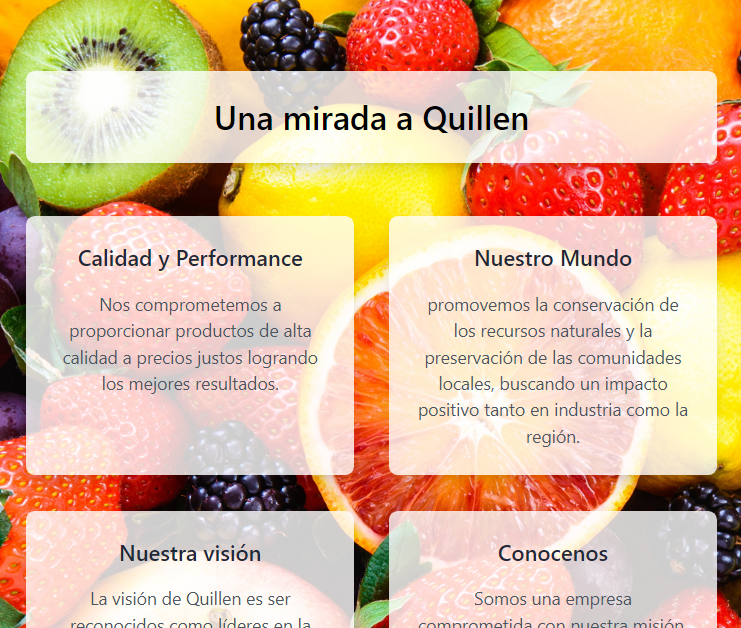 Una mirada a Quillen
Calidad y Performance
Nos comprometemos a
proporcionar productos de alta
calidad a precios justos logrando
los mejores resultados.
Nuestro Mundo
promovemos la conservación de
los recursos naturales y la
preservación de las comunidades
locales, buscando un impacto
positivo tanto en industria como la
región.
Nuestra visión
La visión de Quillen es ser
reconocidos como líderes en la
Conocenos
Somos una empresa
comprometida con nuestra misión